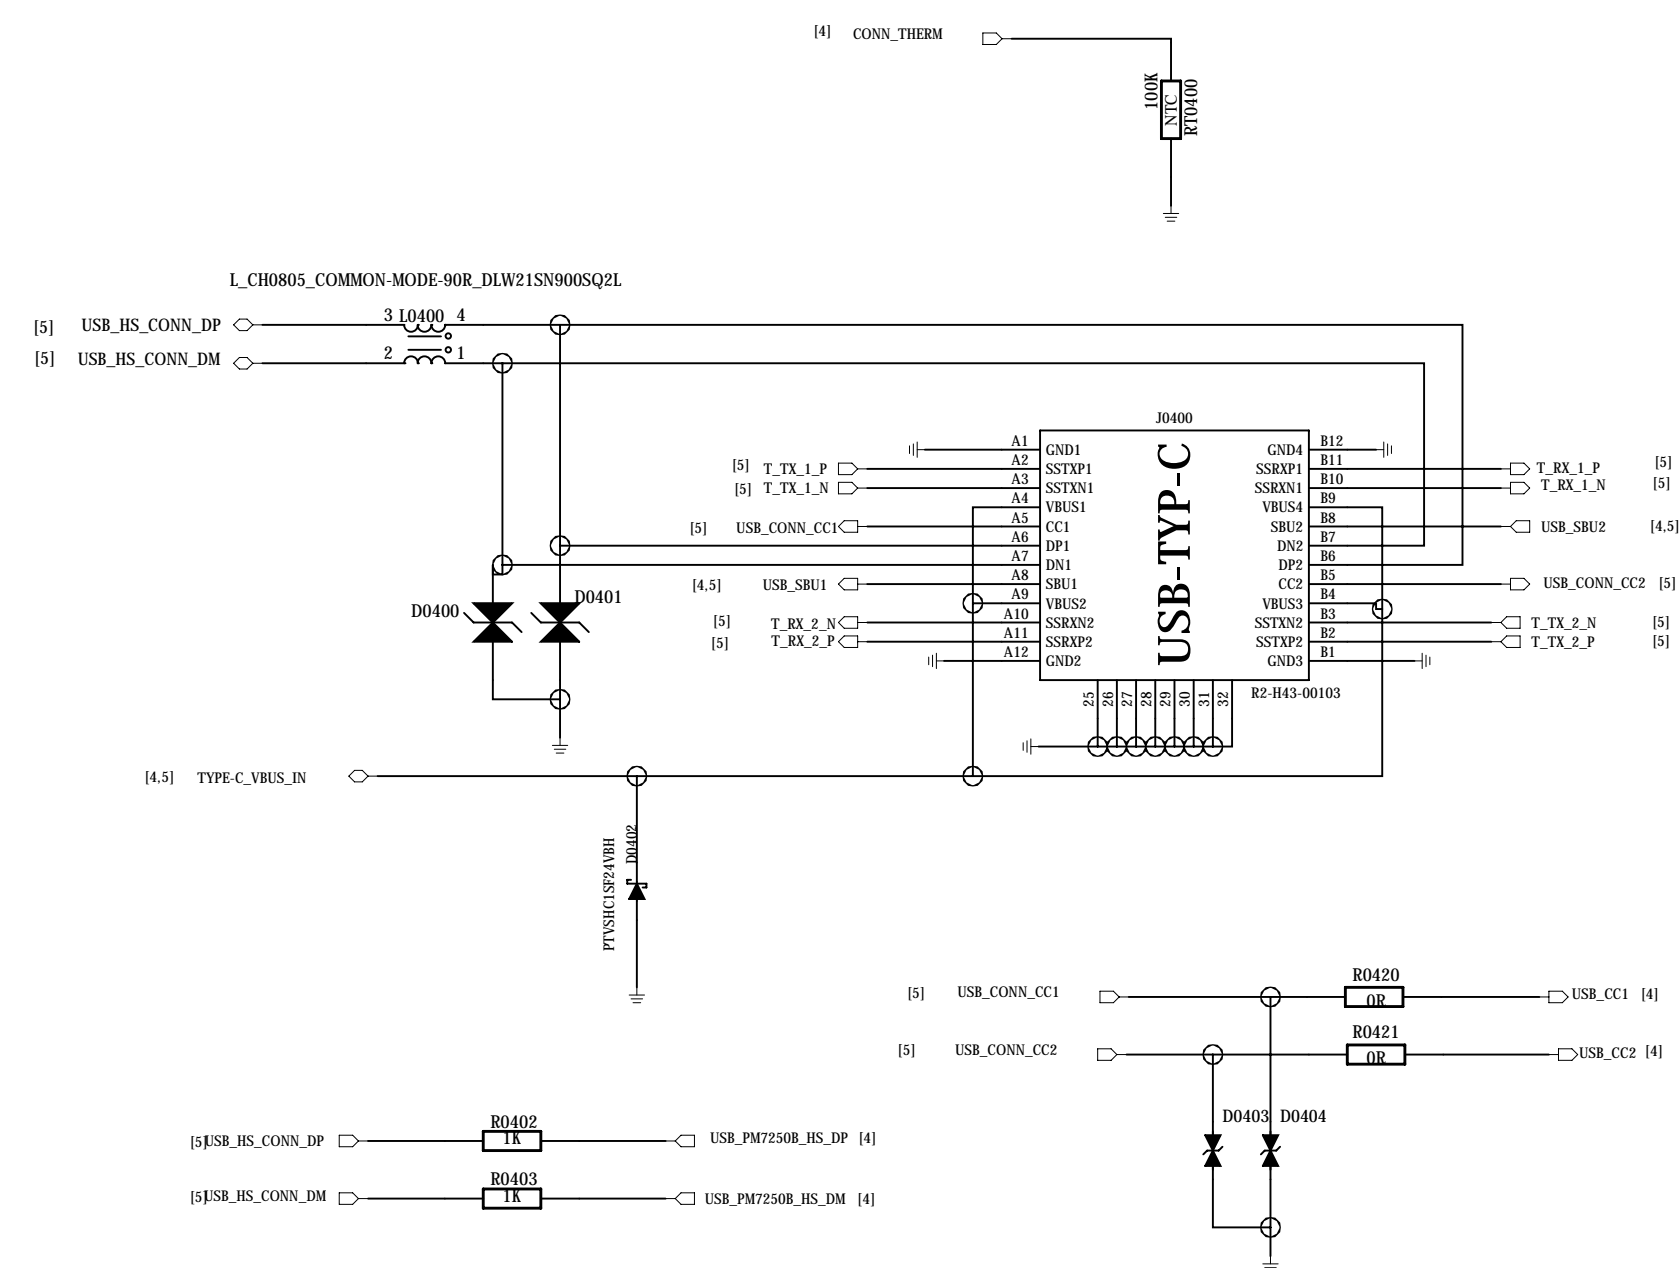 [4] CONN_THERM
100K
NTC
RT0400
L_CH0805_COMMON-MODE-90R_DLW21SN900SQ2L
[5] USB_HS_CONN_DP 3 L0400 4
[5] USB_HS_CONN_DM 2 1
J0400
USB-TYP-C
A1 GND1 GND4 B12
[5] T_TX_1_P A2 SSTXP1 SSRXP1 B11 T_RX_1_P [5]
[5] T_TX_1_N A3 SSTXN1 SSRXN1 B10 T_RX_1_N [5]
A4 VBUS1 VBUS4 B9
[5] USB_CONN_CC1 A5 CC1 SBU2 B8 USB_SBU2 [4,5]
A6 DP1 DN2 B7
A7 DN1 DP2 B6
[4,5] USB_SBU1 A8 SBU1 CC2 B5 USB_CONN_CC2 [5]
D0400 D0401
A9 VBUS2 VBUS3 B4
[5] T_RX_2_N A10 SSRXN2 SSTXN2 B3 T_TX_2_N [5]
[5] T_RX_2_P A11 SSRXP2 SSTXP2 B2 T_TX_2_P [5]
A12 GND2 GND3 B1
25 26 27 28 29 30 31 32
R2-H43-00103
[4,5] TYPE-C_VBUS_IN
PTVSHC1SF24VBH
D0402
[5] USB_CONN_CC1 R0420 0R USB_CC1 [4]
[5] USB_CONN_CC2 R0421 0R USB_CC2 [4]
D0403 D0404
[5]USB_HS_CONN_DP R0402 1K USB_PM7250B_HS_DP [4]
[5]USB_HS_CONN_DM R0403 1K USB_PM7250B_HS_DM [4]